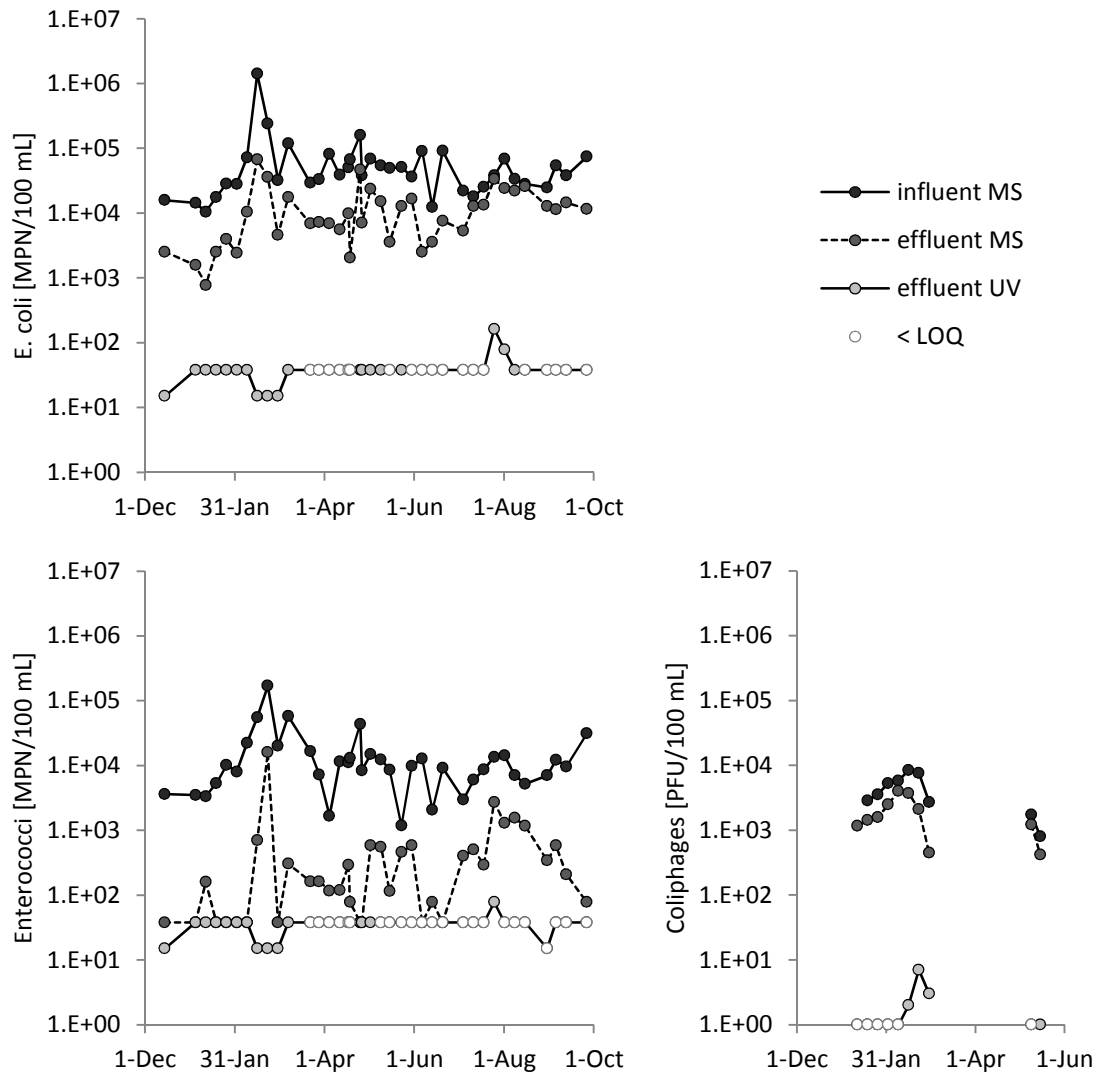 1.E+07
1.E+06
1.E+05
1.E+04
1.E+03
1.E+02
1.E+01
1.E+00
E. coli [MPN/100 mL]
1-Dec 31-Jan 1-Apr 1-Jun 1-Aug 1-Oct
influent MS
effluent MS
effluent UV
< LOQ
1.E+07
1.E+06
1.E+05
1.E+04
1.E+03
1.E+02
1.E+01
1.E+00
Enterococci [MPN/100 mL]
1-Dec 31-Jan 1-Apr 1-Jun 1-Aug 1-Oct
1.E+07
1.E+06
1.E+05
1.E+04
1.E+03
1.E+02
1.E+01
1.E+00
Coliphages [PFU/100 mL]
1-Dec 31-Jan 1-Apr 1-Jun